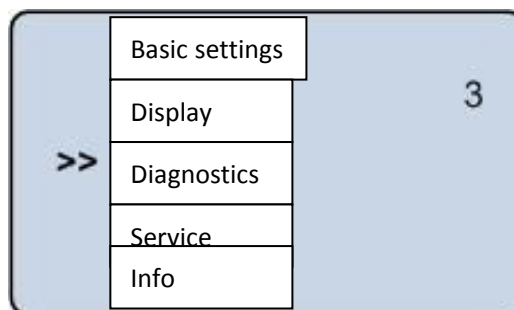 Basic settings
3
Display
>> Diagnostics
Service
Info